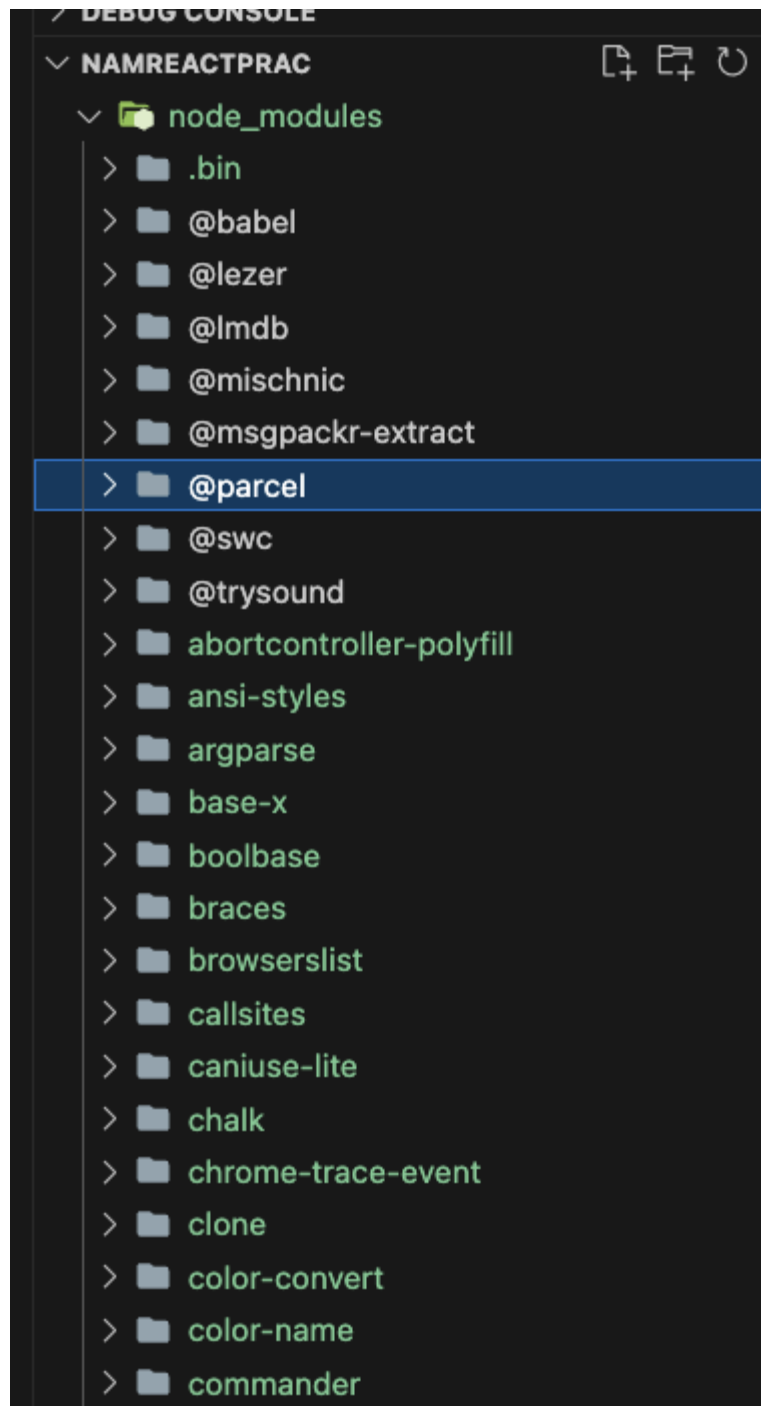 DEBUG CONSOLE
NAMREACTPRAC
node_modules
.bin
@babel
@lezer
@lmdb
@mischnic
@msgpackr-extract
@parcel
@swc
@trysound
abortcontroller-polyfill
ansi-styles
argparse
base-x
boolbase
braces
browserslist
callsites
caniuse-lite
chalk
chrome-trace-event
clone
color-convert
color-name
commander